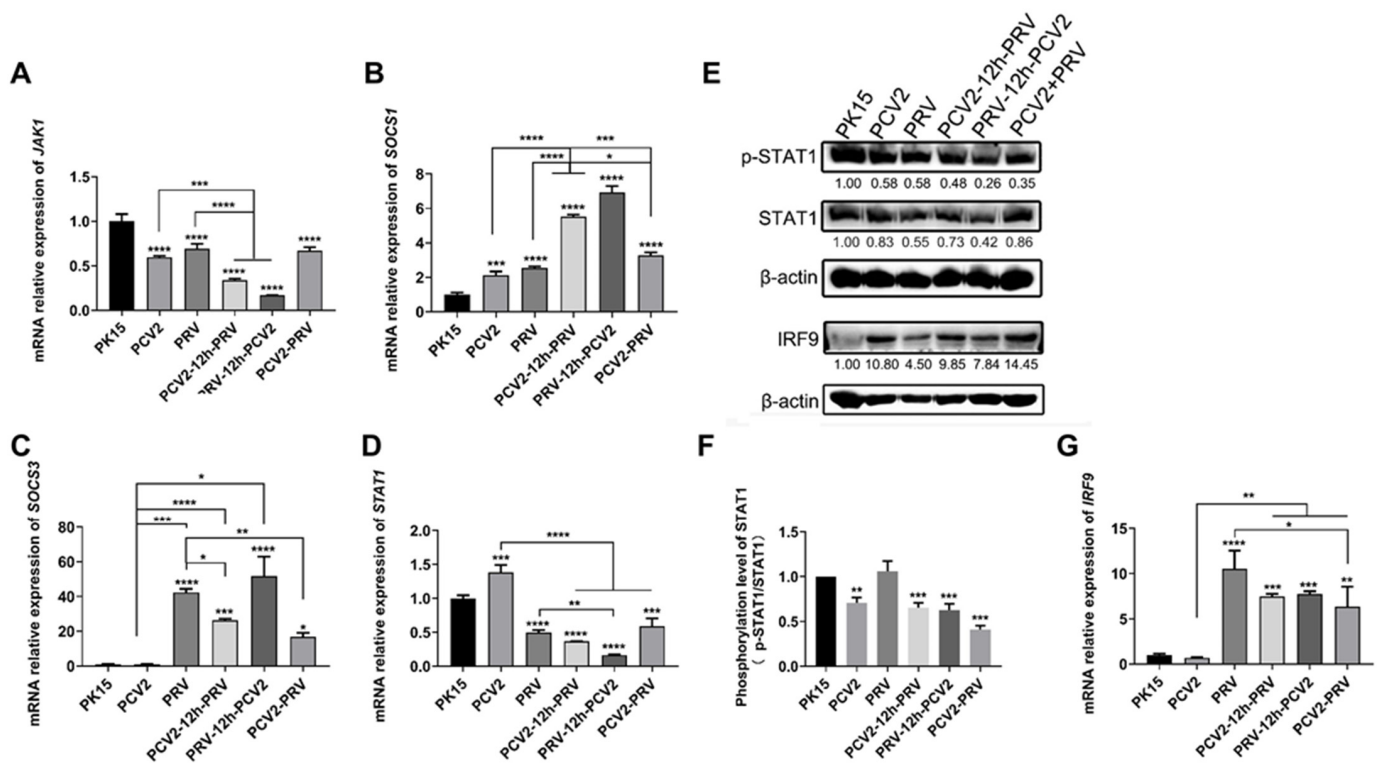 A
mRNA relative expression of JAK1
1.5
1.0
0.5
0.0
***
****
****
****
****
****
****
PK15
PCV2
PRV
PCV2-12h-PRV
PRV-12h-PCV2
PCV2-PRV
B
mRNA relative expression of SOCS1
8
6
4
2
0
**** ***
**** *
***
****
****
****
****
PK15
PCV2
PRV
PCV2-12h-PRV
PRV-12h-PCV2
PCV2-PRV
E
PK15
PCV2
PRV
PCV2-12h-PRV
PRV-12h-PCV2
PCV2+PRV
p-STAT1
1.00 0.58 0.58 0.48 0.26 0.35
STAT1
1.00 0.83 0.55 0.73 0.42 0.86
β-actin
IRF9
1.00 10.80 4.50 9.85 7.84 14.45
β-actin
C
mRNA relative expression of SOCS3
80
60
40
20
0
*
****
***
**
*
****
***
****
*
PK15
PCV2
PRV
PCV2-12h-PRV
PRV-12h-PCV2
PCV2-PRV
D
mRNA relative expression of STAT1
2.0
1.5
1.0
0.5
0.0
****
**
***
****
****
****
***
PK15
PCV2
PRV
PCV2-12h-PRV
PRV-12h-PCV2
PCV2-PRV
F
Phosphorylation level of STAT1
( p-STAT1/STAT1)
1.5
1.0
0.5
0.0
**
***
***
***
PK15
PCV2
PRV
PCV2-12h-PRV
PRV-12h-PCV2
PCV2-PRV
G
mRNA relative expression of IRF9
15
10
5
0
**
*
****
***
***
**
PK15
PCV2
PRV
PCV2-12h-PRV
PRV-12h-PCV2
PCV2-PRV